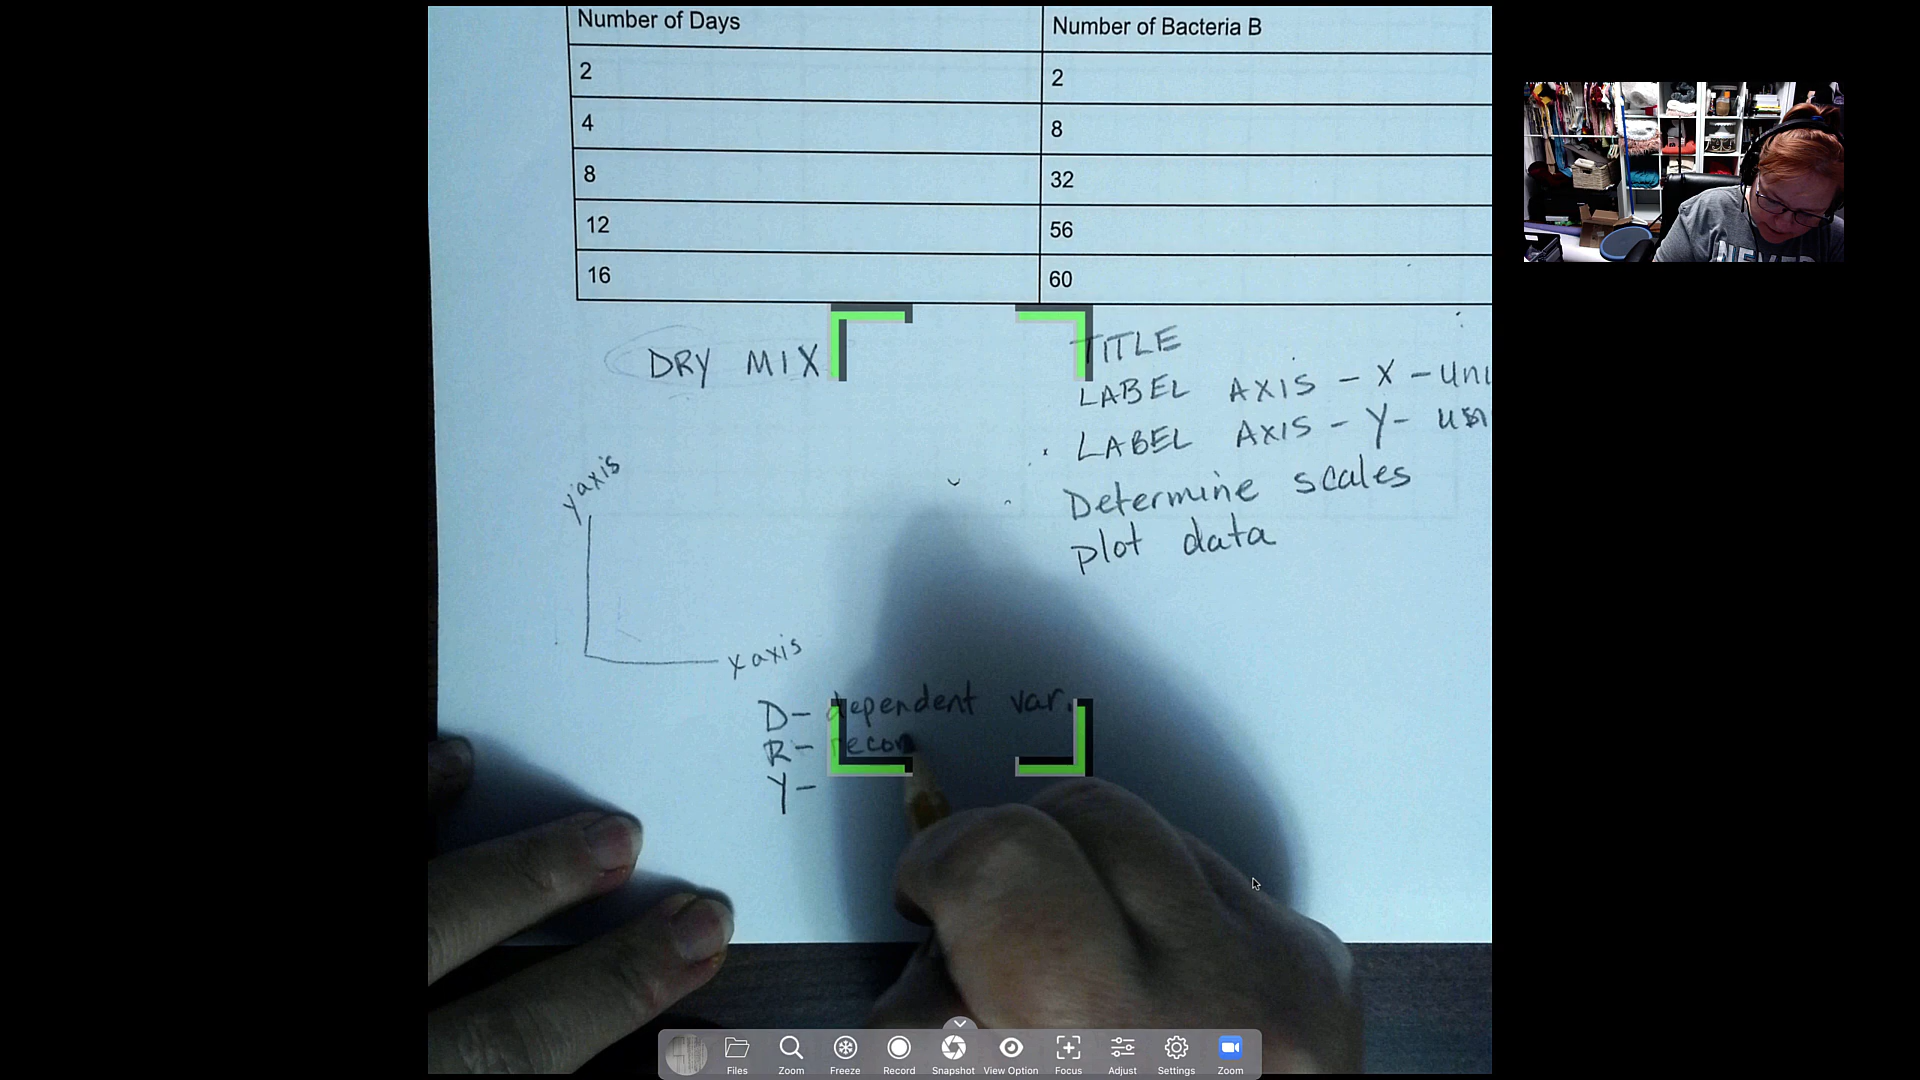 Number of Days Number of Bacteria B
2 2
4 8
8 32
12 56
16 60
DRY MIX
TITLE
LABEL AXIS - X - uni
LABEL AXIS - Y -
Determine scales
plot data
y axis
x axis
D - dependent var.
R - recon
Y -
Files Zoom Freeze Record Snapshot View Option Focus Adjust Settings Zoom